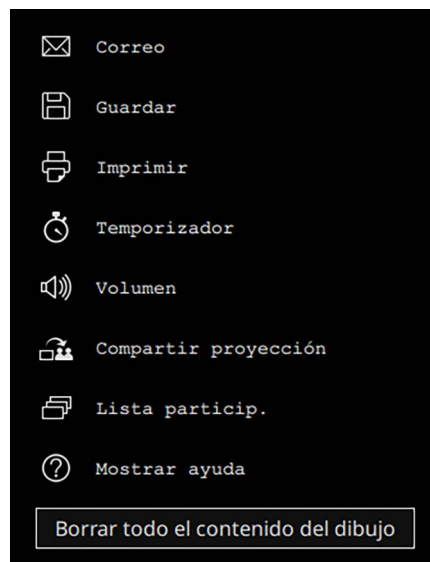 Correo
Guardar
Imprimir
Temporizador
Volumen
Compartir proyección
Lista particip.
Mostrar ayuda
Borrar todo el contenido del dibujo